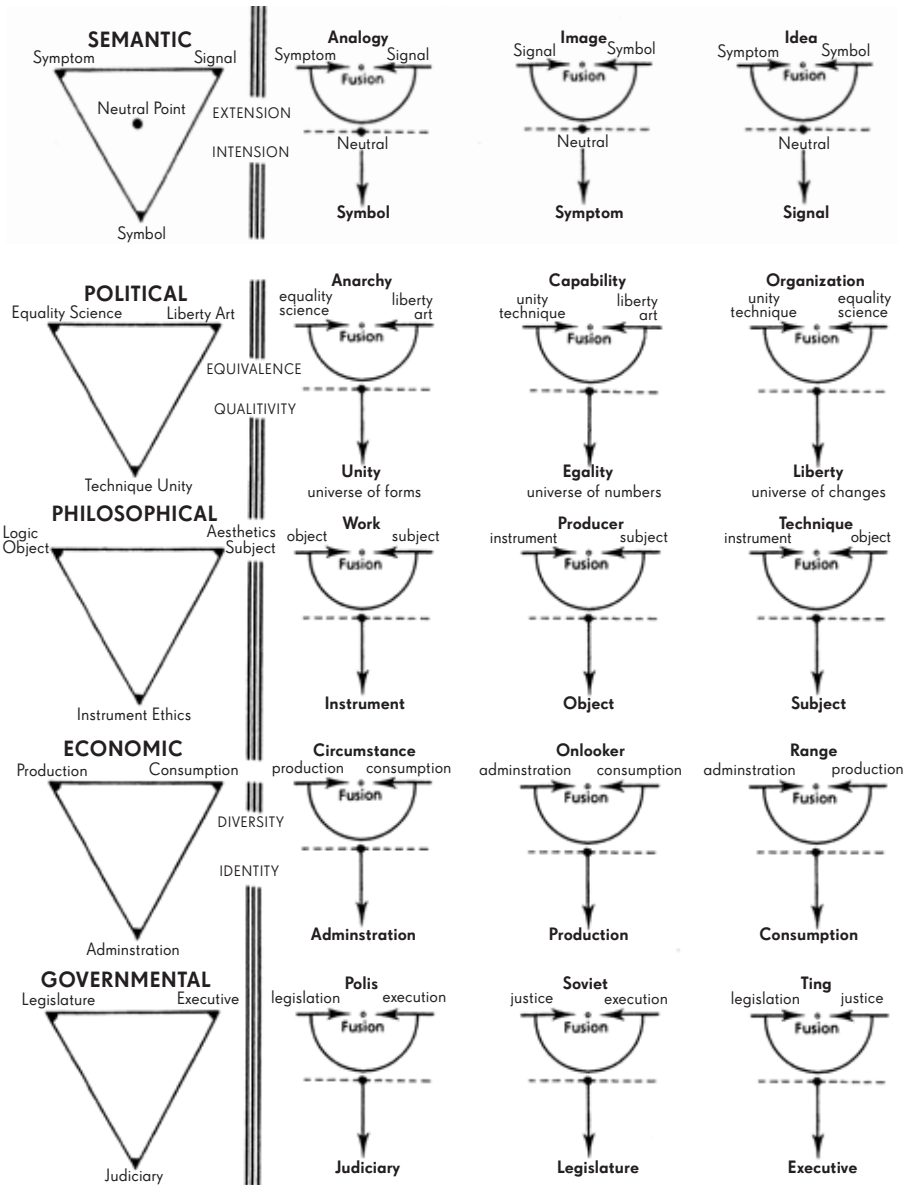 SEMANTIC
Symptom Signal
Neutral Point
Symbol
EXTENSION
INTENSION
Analogy
Symptom Signal
Fusion
Neutral
Symbol
Image
Signal Symbol
Fusion
Neutral
Symptom
Idea
Symptom Symbol
Fusion
Neutral
Signal
POLITICAL
Equality Science Liberty Art
Technique Unity
EQUIVALENCE
QUALITIVITY
Anarchy
equality liberty
science art
Fusion
Unity
universe of forms
Capability
unity liberty
technique art
Fusion
Egality
universe of numbers
Organization
unity equality
technique science
Fusion
Liberty
universe of changes
PHILOSOPHICAL
Logic Aesthetics
Object Subject
Instrument Ethics
Work
object subject
Fusion
Instrument
Producer
instrument subject
Fusion
Object
Technique
instrument object
Fusion
Subject
ECONOMIC
Production Consumption
Adminstration
DIVERSITY
IDENTITY
Circumstance
production consumption
Fusion
Adminstration
Onlooker
adminstration consumption
Fusion
Production
Range
adminstration production
Fusion
Consumption
GOVERNMENTAL
Legislature Executive
Judiciary
Polis
legislation execution
Fusion
Judiciary
Soviet
justice execution
Fusion
Legislature
Ting
legislation justice
Fusion
Executive